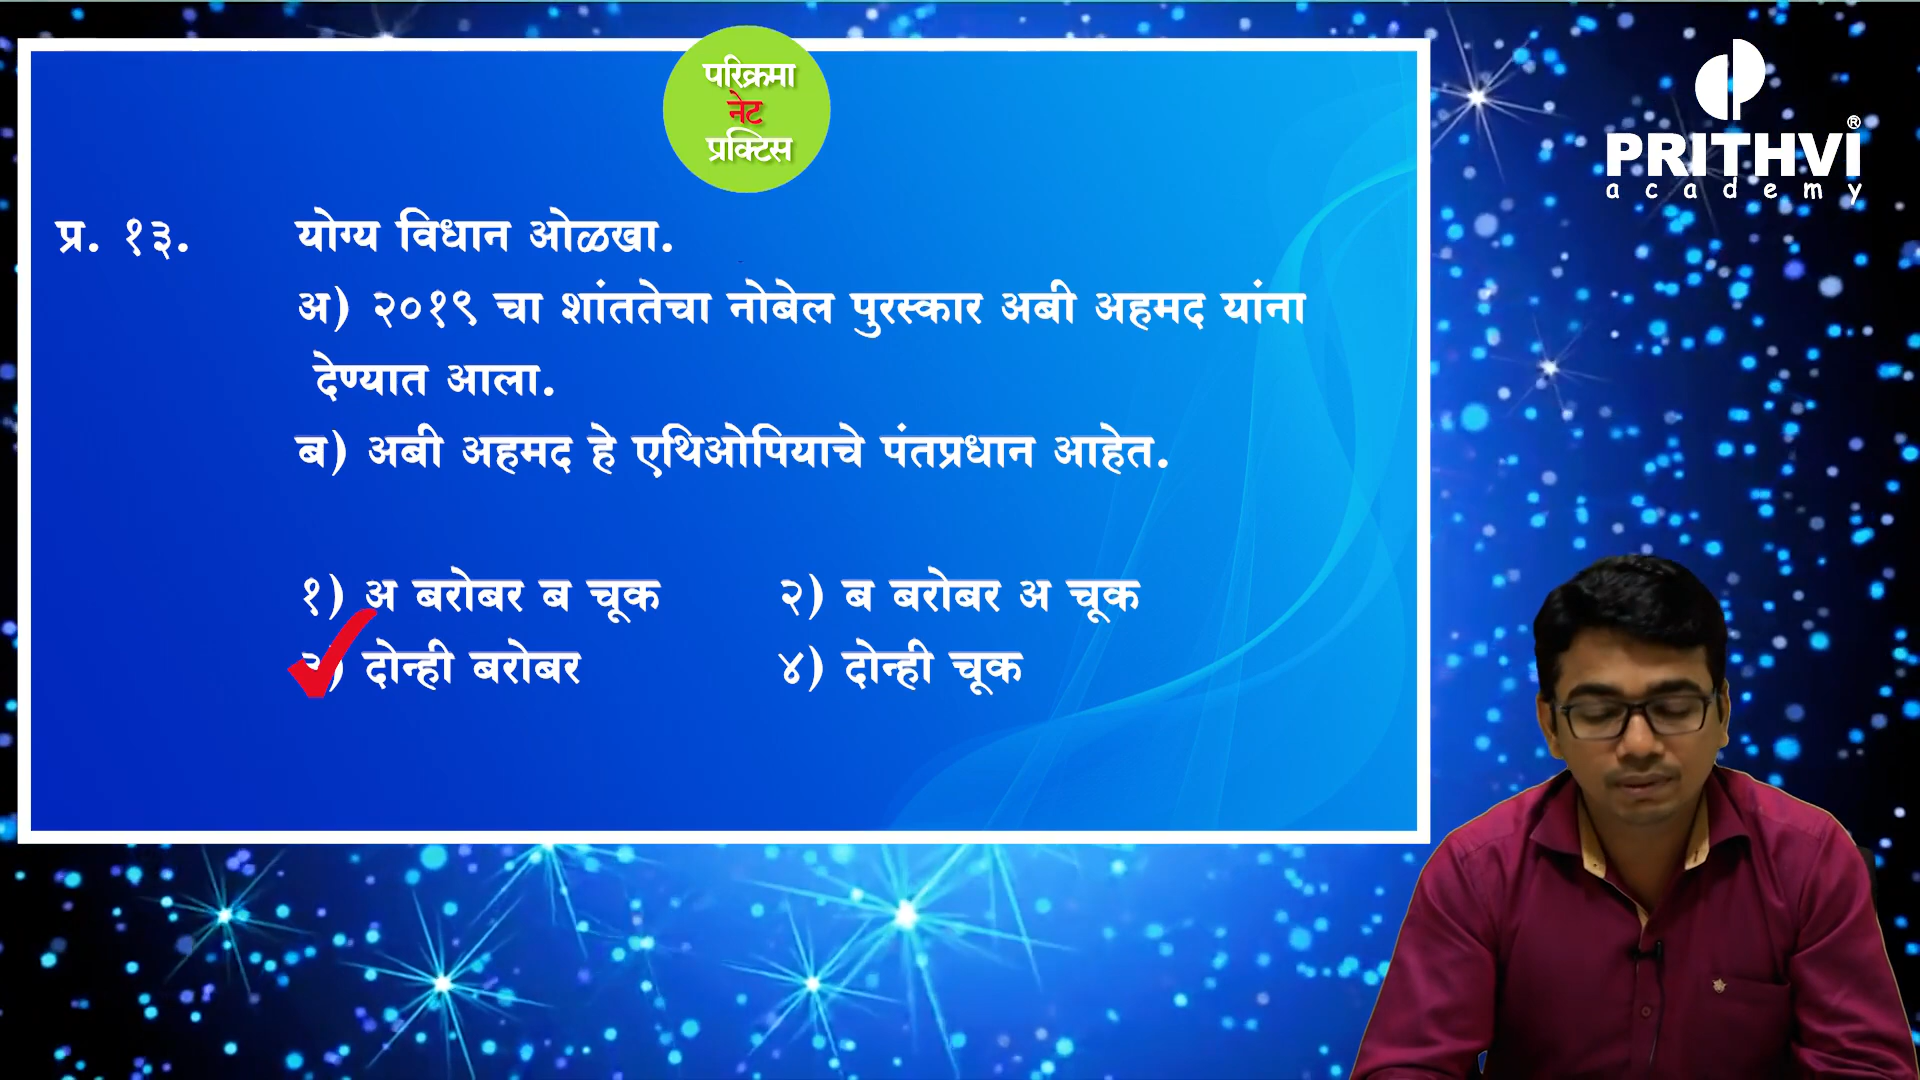 परिक्रमा
नेट
प्रक्टिस
PRITHVI®
academy
प्र. १३. योग्य विधान ओळखा.
अ) २०१९ चा शांततेचा नोबेल पुरस्कार अबी अहमद यांना
देण्यात आला.
ब) अबी अहमद हे एथिओपियाचे पंतप्रधान आहेत.
१) अ बरोबर ब चूक २) ब बरोबर अ चूक
३) दोन्ही बरोबर ४) दोन्ही चूक